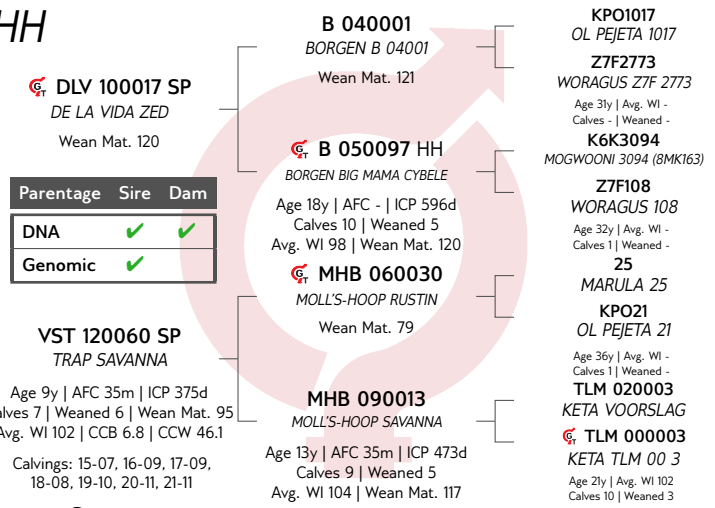 HH
DLV 100017 SP
DE LA VIDA ZED
Wean Mat. 120
Parentage Sire Dam
DNA ✔ ✔
Genomic ✔
VST 120060 SP
TRAP SAVANNA
Age 9y | AFC 35m | ICP 375d
alves 7 | Weaned 6 | Wean Mat. 95
Avg. WI 102 | CCB 6.8 | CCW 46.1
Calvings: 15-07, 16-09, 17-09,
18-08, 19-10, 20-11, 21-11
B 040001
BORGEN B 04001
Wean Mat. 121
B 050097 HH
BORGEN BIG MAMA CYBELE
Age 18y | AFC - | ICP 596d
Calves 10 | Weaned 5
Avg. WI 98 | Wean Mat. 120
MHB 060030
MOLL'S-HOOP RUSTIN
Wean Mat. 79
MHB 090013
MOLL'S-HOOP SAVANNA
Age 13y | AFC 35m | ICP 473d
Calves 9 | Weaned 5
Avg. WI 104 | Wean Mat. 117
KPO1017
OL PEJETA 1017
Z7F2773
WORAGUS Z7F 2773
Age 31y | Avg. WI -
Calves - | Weaned -
K6K3094
MOGWOONI 3094 (8MK163)
Z7F108
WORAGUS 108
Age 32y | Avg. WI -
Calves 1 | Weaned -
25
MARULA 25
KPO21
OL PEJETA 21
Age 36y | Avg. WI -
Calves 1 | Weaned -
TLM 020003
KETA VOORSLAG
TLM 000003
KETA TLM 00 3
Age 21y | Avg. WI 102
Calves 10 | Weaned 3